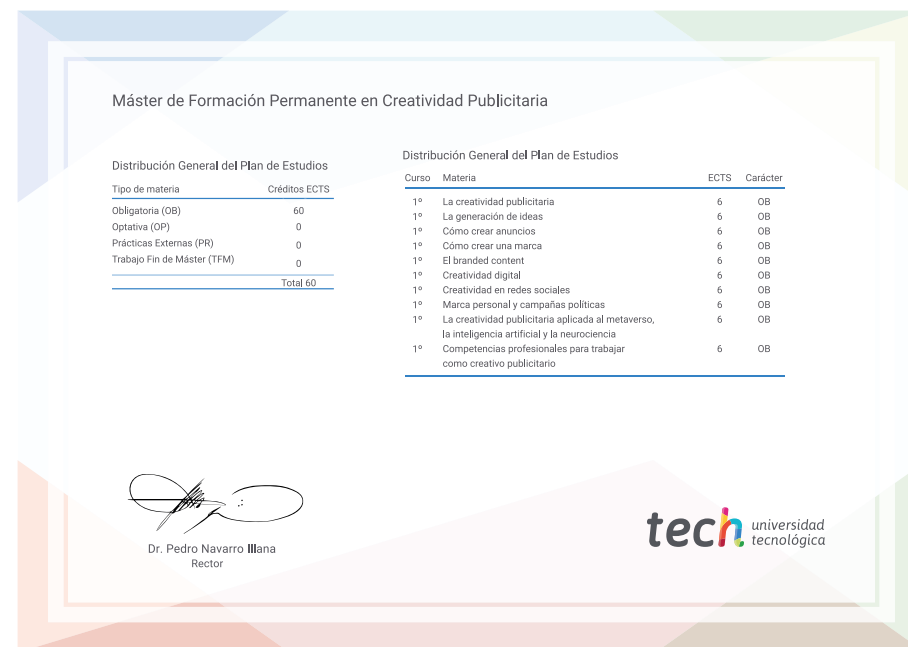 Máster de Formación Permanente en Creatividad Publicitaria
Distribución General del Plan de Estudios
Tipo de materia Créditos ECTS
Obligatoria (OB) 60
Optativa (OP) 0
Prácticas Externas (PR) 0
Trabajo Fin de Máster (TFM) 0
Total 60
Distribución General del Plan de Estudios
Curso Materia ECTS Carácter
1º La creatividad publicitaria 6 OB
1º La generación de ideas 6 OB
1º Cómo crear anuncios 6 OB
1º Cómo crear una marca 6 OB
1º El branded content 6 OB
1º Creatividad digital 6 OB
1º Creatividad en redes sociales 6 OB
1º Marca personal y campañas políticas 6 OB
1º La creatividad publicitaria aplicada al metaverso, 6 OB
la inteligencia artificial y la neurociencia
1º Competencias profesionales para trabajar 6 OB
como creativo publicitario
Dr. Pedro Navarro Illana
Rector
tech universidad
tecnológica